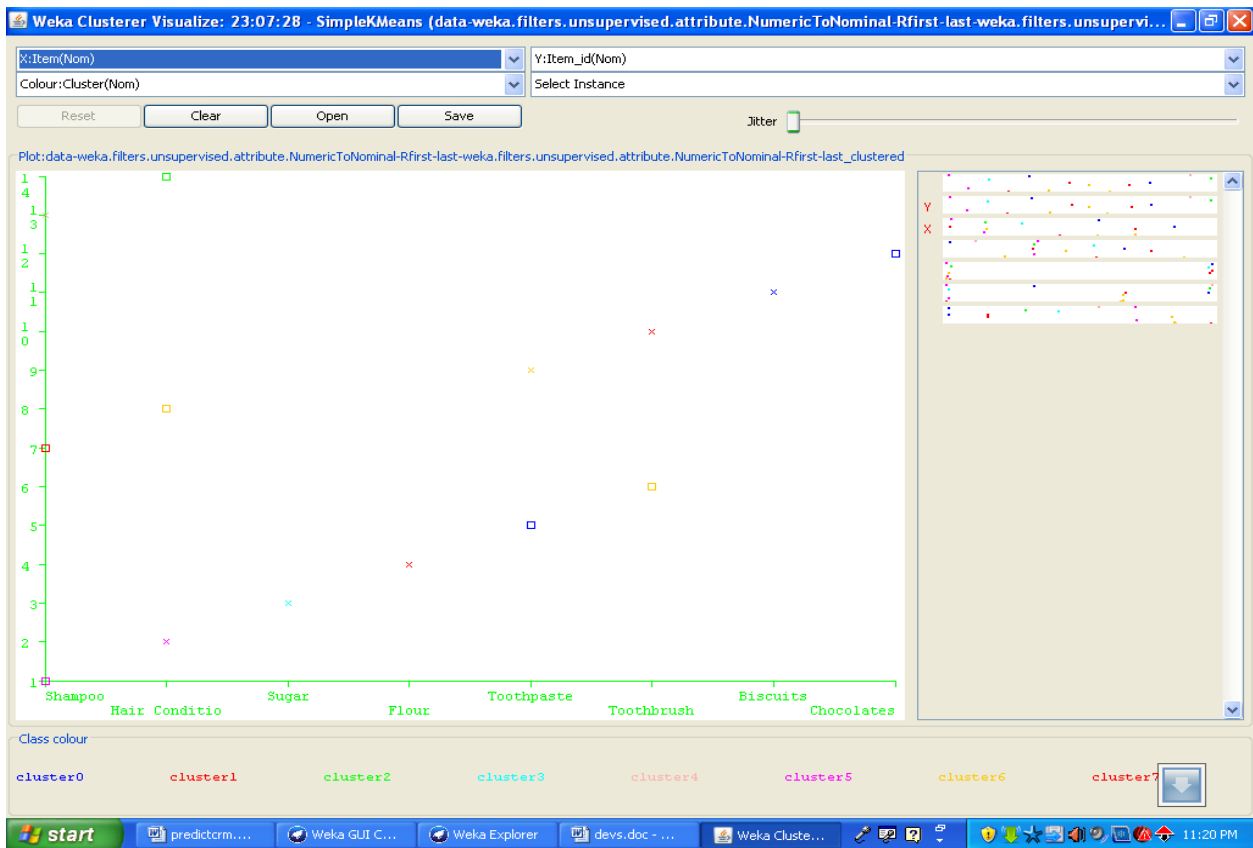 Weka Clusterer Visualize: 23:07:28 - SimpleKMeans (data-weka.filters.unsupervised.attribute.NumericToNominal-Rfirst-last-weka.filters.unsupervi...
X:Item(Nom)
Y:Item_id(Nom)
Colour:Cluster(Nom)
Select Instance
Reset
Clear
Open
Save
Jitter
Plot:data-weka.filters.unsupervised.attribute.NumericToNominal-Rfirst-last-weka.filters.unsupervised.attribute.NumericToNominal-Rfirst-last_clustered
14
13
12
11
10
9
8
7
6
5
4
3
2
1
Y
X
Shampoo
Hair Conditio
Sugar
Flour
Toothpaste
Toothbrush
Biscuits
Chocolates
Class colour
cluster0 cluster1 cluster2 cluster3 cluster4 cluster5 cluster6 cluster7
start
predictcrm....
Weka GUI C...
Weka Explorer
devs.doc - ...
Weka Cluste...
11:20 PM